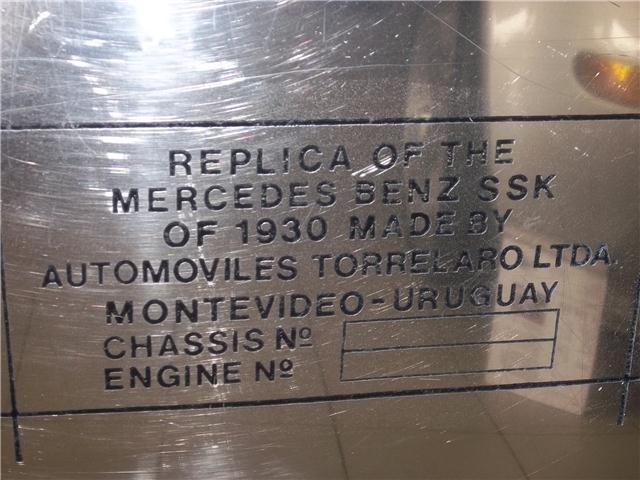 REPLICA OF THE
MERCEDES BENZ SSK
OF 1930 MADE BY
AUTOMOVILES TORRELARO LTDA.
MONTEVIDEO-URUGUAY
CHASSIS Nº
ENGINE Nº